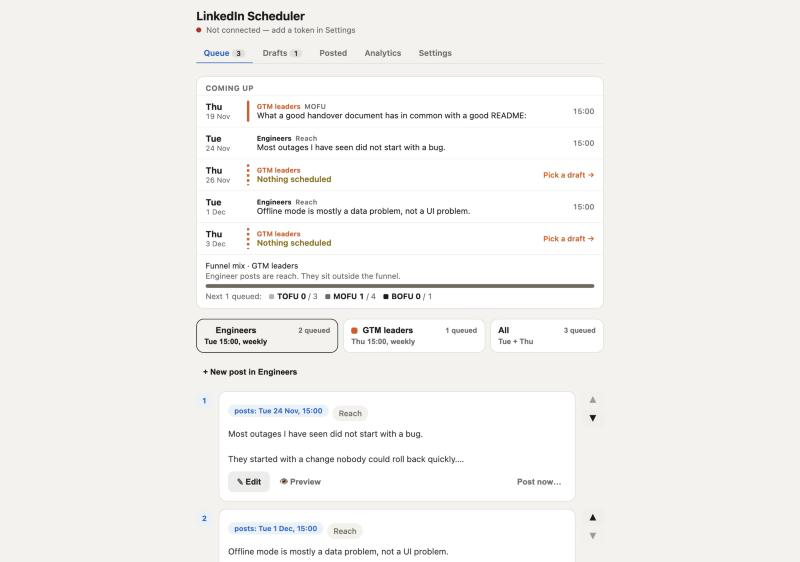 LinkedIn Scheduler
Not connected — add a token in Settings
Queue 3 Drafts 1 Posted Analytics Settings
COMING UP
Thu GTM leaders MOFU
19 Nov What a good handover document has in common with a good README: 15:00
Tue Engineers Reach
24 Nov Most outages I have seen did not start with a bug. 15:00
Thu GTM leaders
26 Nov Nothing scheduled Pick a draft →
Tue Engineers Reach
1 Dec Offline mode is mostly a data problem, not a UI problem. 15:00
Thu GTM leaders
3 Dec Nothing scheduled Pick a draft →
Funnel mix · GTM leaders
Engineer posts are reach. They sit outside the funnel.
Next 1 queued: TOFU 0 / 3 MOFU 1 / 4 BOFU 0 / 1
Engineers 2 queued
Tue 15:00, weekly
GTM leaders 1 queued
Thu 15:00, weekly
All 3 queued
Tue + Thu
+ New post in Engineers
1 posts: Tue 24 Nov, 15:00 Reach
Most outages I have seen did not start with a bug.
They started with a change nobody could roll back quickly....
✎ Edit 👁 Preview Post now...
2 posts: Tue 1 Dec, 15:00 Reach
Offline mode is mostly a data problem, not a UI problem.